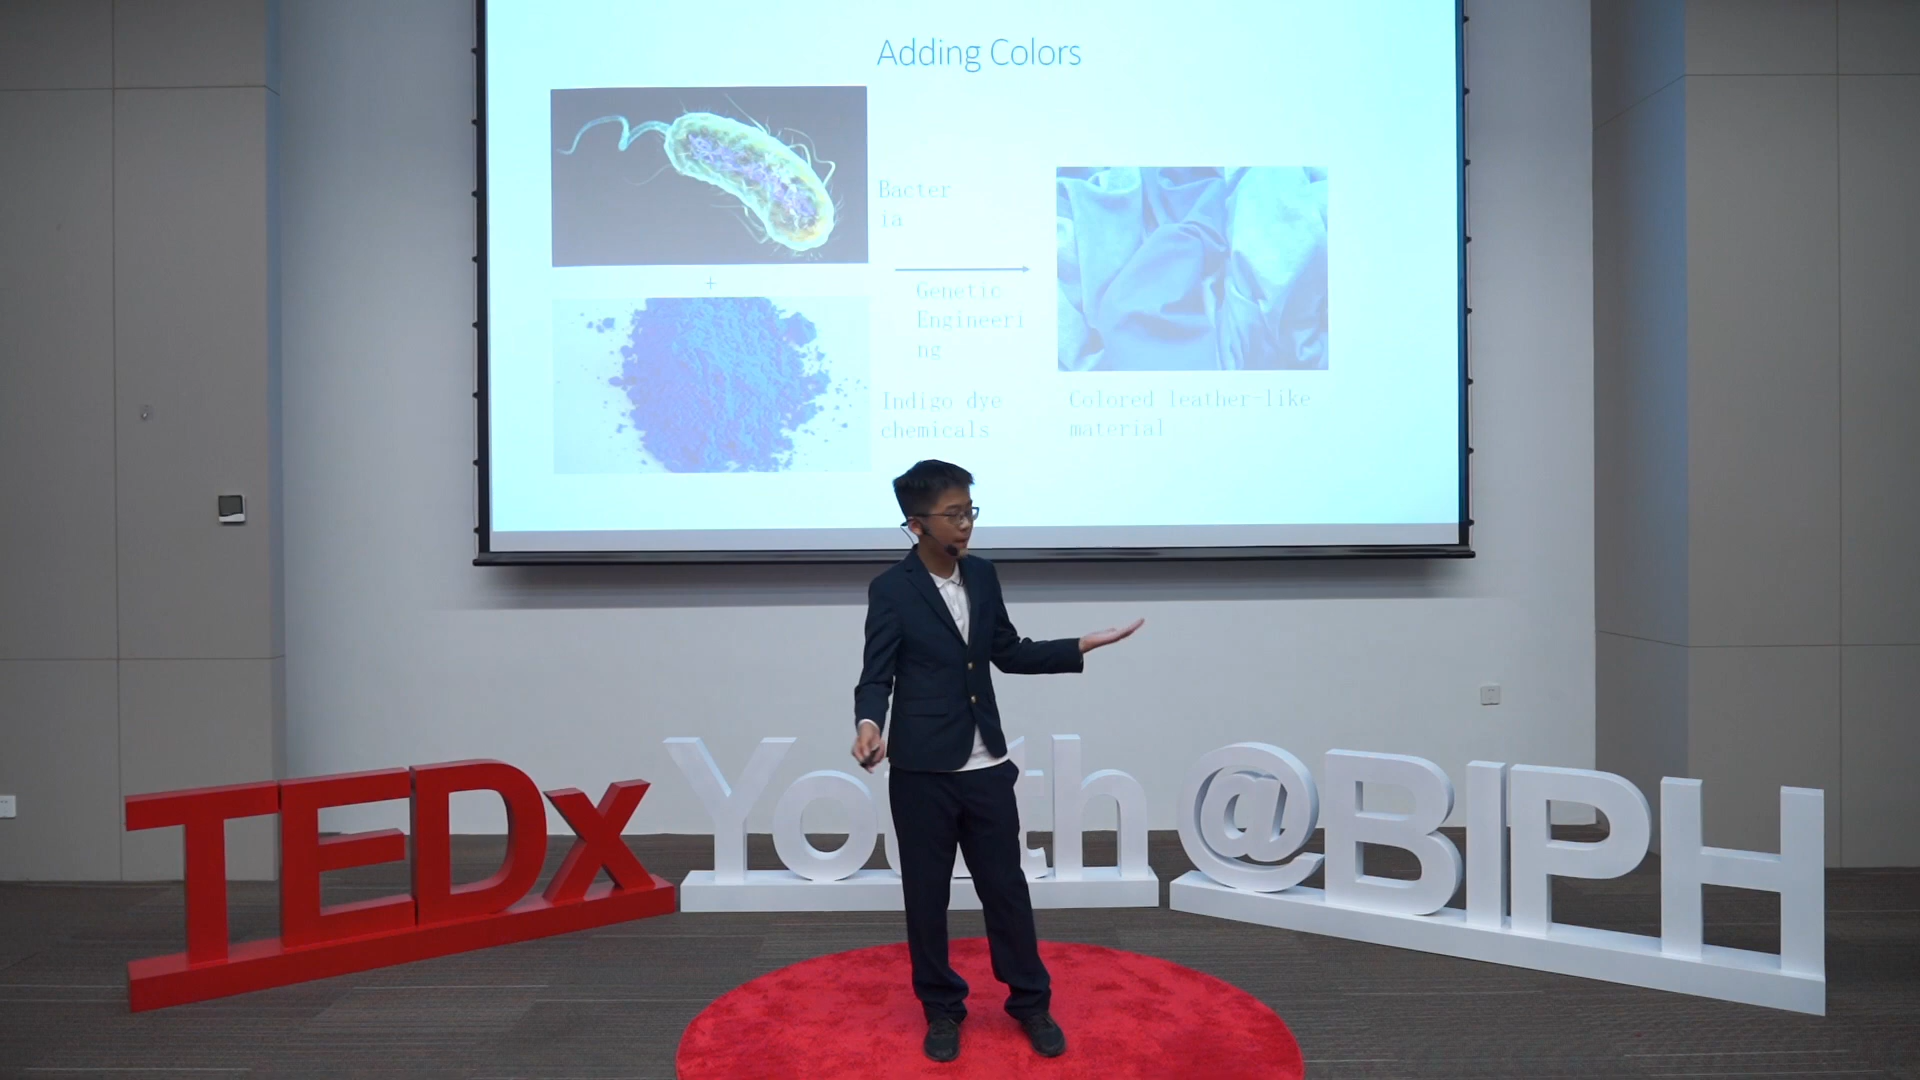 Adding Colors
Bacter
ia
+
Genetic
Engineeri
ng
Indigo dye
chemicals
Colored leather-like
material
TEDx Youth @BIPH